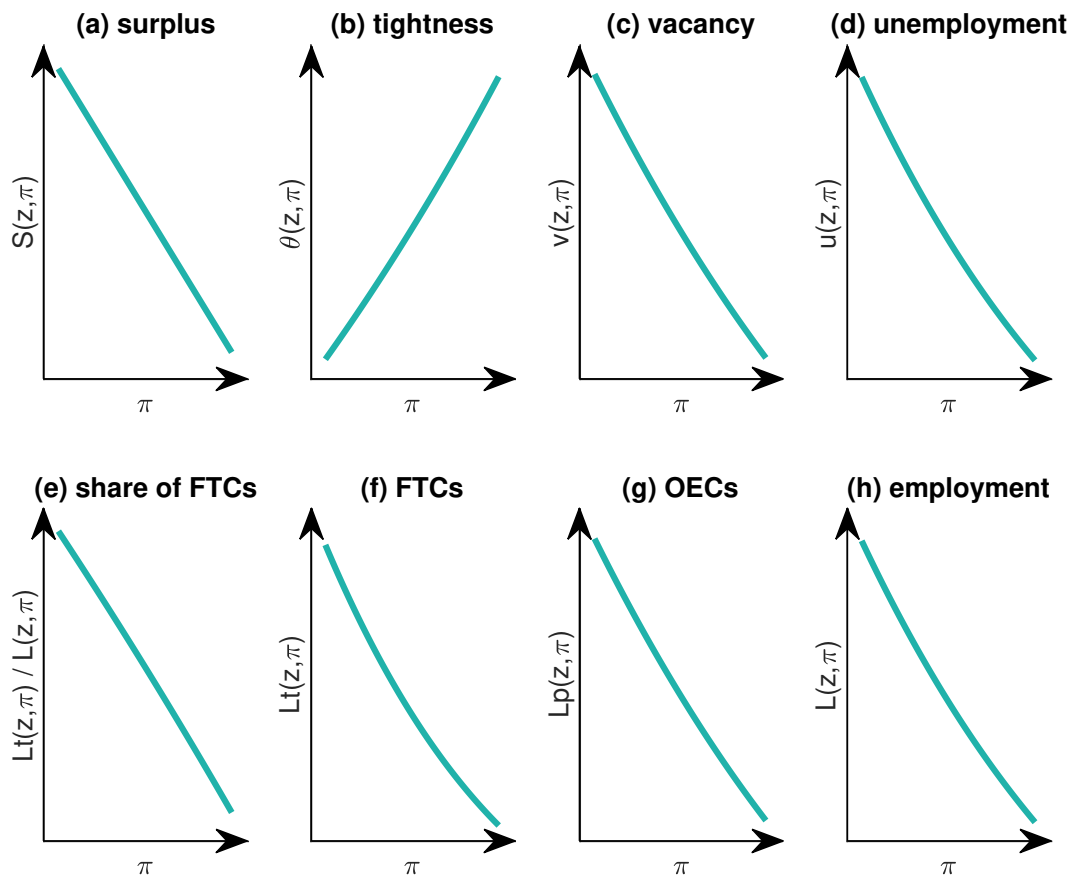 (a) surplus
(b) tightness
(c) vacancy
(d) unemployment
S(z,π)
θ(z,π)
v(z,π)
u(z,π)
π
π
π
π
(e) share of FTCs
(f) FTCs
(g) OECs
(h) employment
Lt(z,π) / L(z,π)
Lt(z,π)
Lp(z,π)
L(z,π)
π
π
π
π